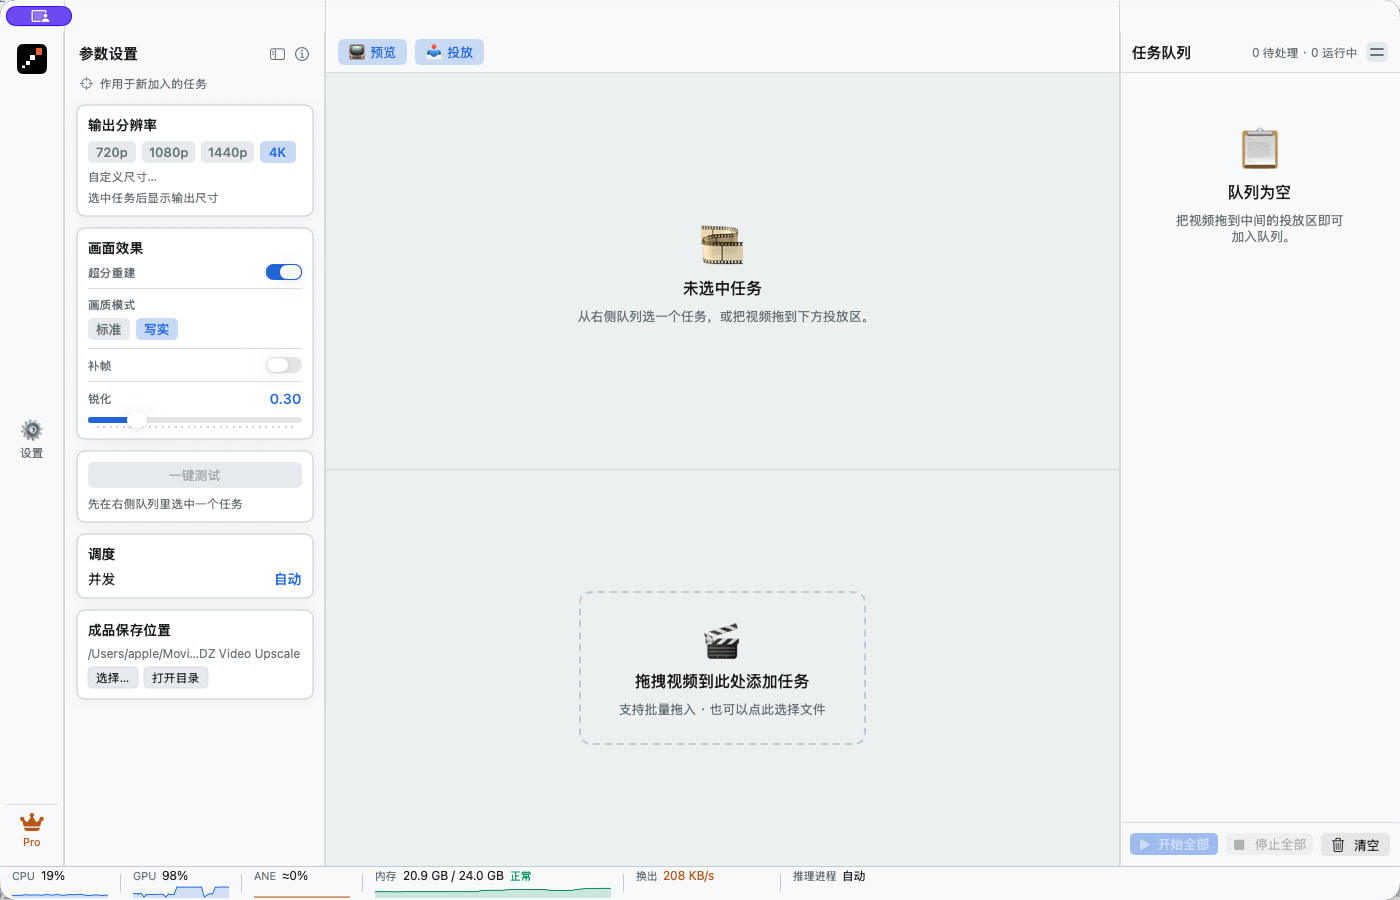 参数设置
作用于新加入的任务
输出分辨率
720p 1080p 1440p 4K
自定义尺寸...
选中任务后显示输出尺寸
画面效果
超分重建
画质模式
标准 写实
补帧
锐化 0.30
一键测试
先在右侧队列里选中一个任务
调度
并发 自动
成品保存位置
/Users/apple/Movi...DZ Video Upscale
选择... 打开目录
设置
Pro
预览 投放
未选中任务
从右侧队列选一个任务，或把视频拖到下方投放区。
拖拽视频到此处添加任务
支持批量拖入 · 也可以点此选择文件
任务队列 0 待处理 · 0 运行中
队列为空
把视频拖到中间的投放区即可
加入队列。
开始全部 停止全部 清空
CPU 19% GPU 98% ANE ≈0% 内存 20.9 GB / 24.0 GB 正常 换出 208 KB/s 推理进程 自动